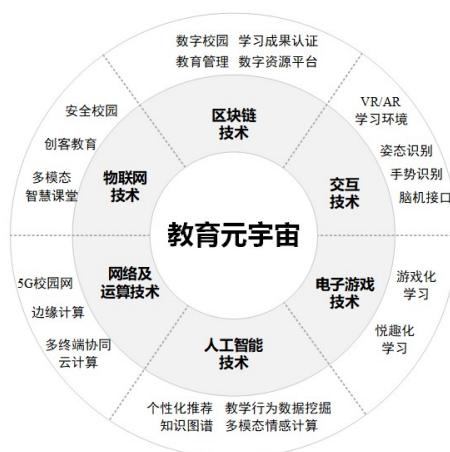 数字校园 学习成果认证
教育管理 数字资源平台
区块链
技术
VR/AR
学习环境
姿态识别
手势识别
脑机接口
交互
技术
安全校园
创客教育
多模态
智慧课堂
物联网
技术
教育元宇宙
网络及
运算技术
5G校园网
边缘计算
多终端协同
云计算
电子游戏
技术
游戏化
学习
悦趣化
学习
人工智能
技术
个性化推荐 教学行为数据挖掘
知识图谱 多模态情感计算